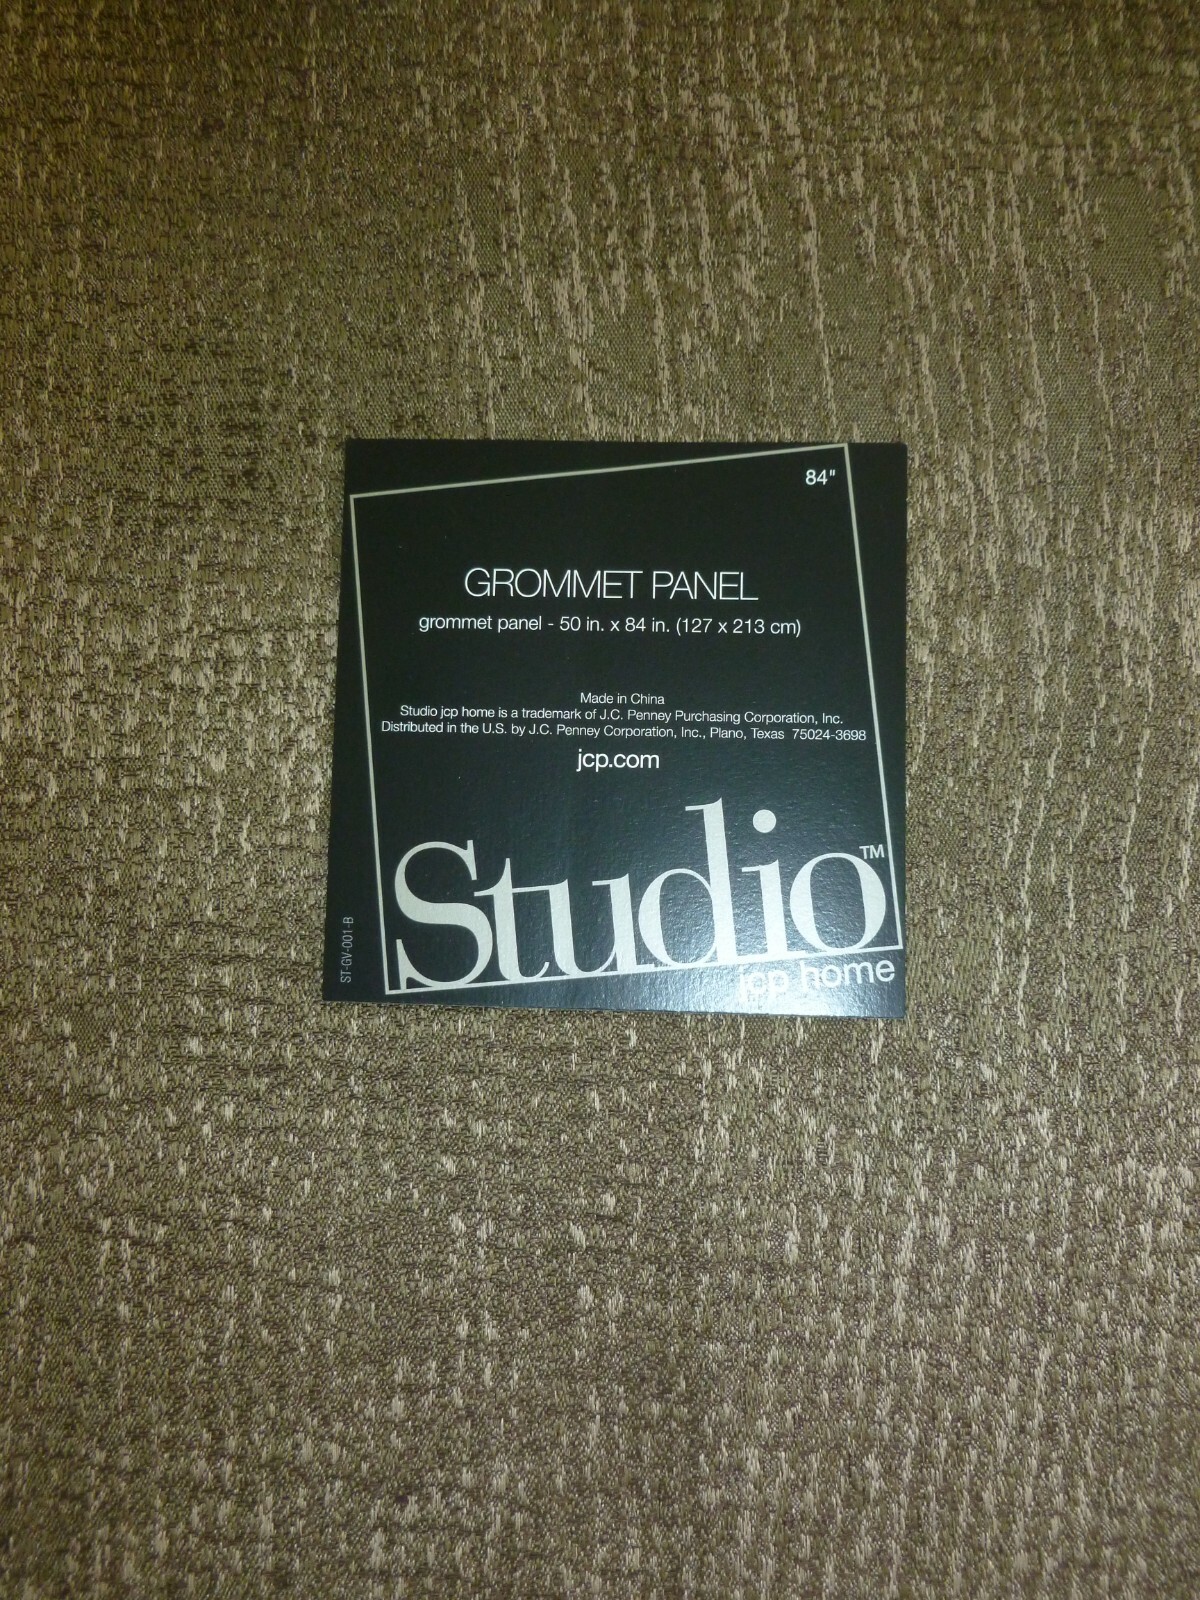 84"
GROMMET PANEL
grommet panel - 50 in. x 84 in. (127 x 213 cm)
Made in China
Studio jcp home is a trademark of J.C. Penney Purchasing Corporation, Inc.
Distributed in the U.S. by J.C. Penney Corporation, Inc., Plano, Texas 75024-3698
jcp.com
Studio™
jcp home
ST-GV-001-B